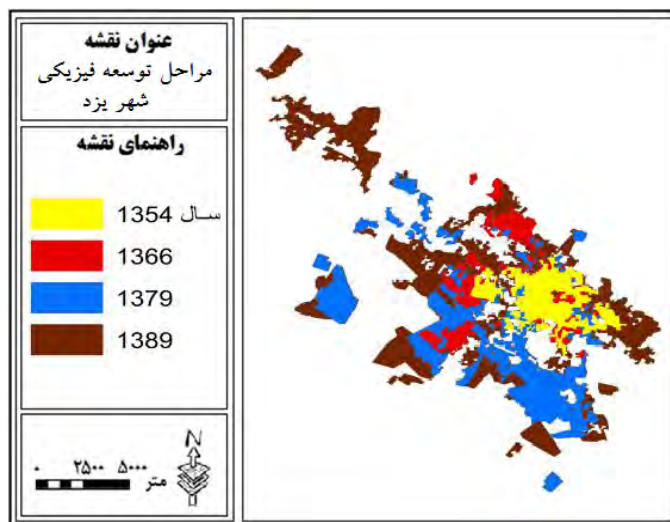 عنوان نقشه
مراحل توسعه فیزیکی
شهر یزد
راهنمای نقشه
سال 1354
1366
1379
1389
N
۰ ۲۵۰۰ ۵۰۰۰
متر